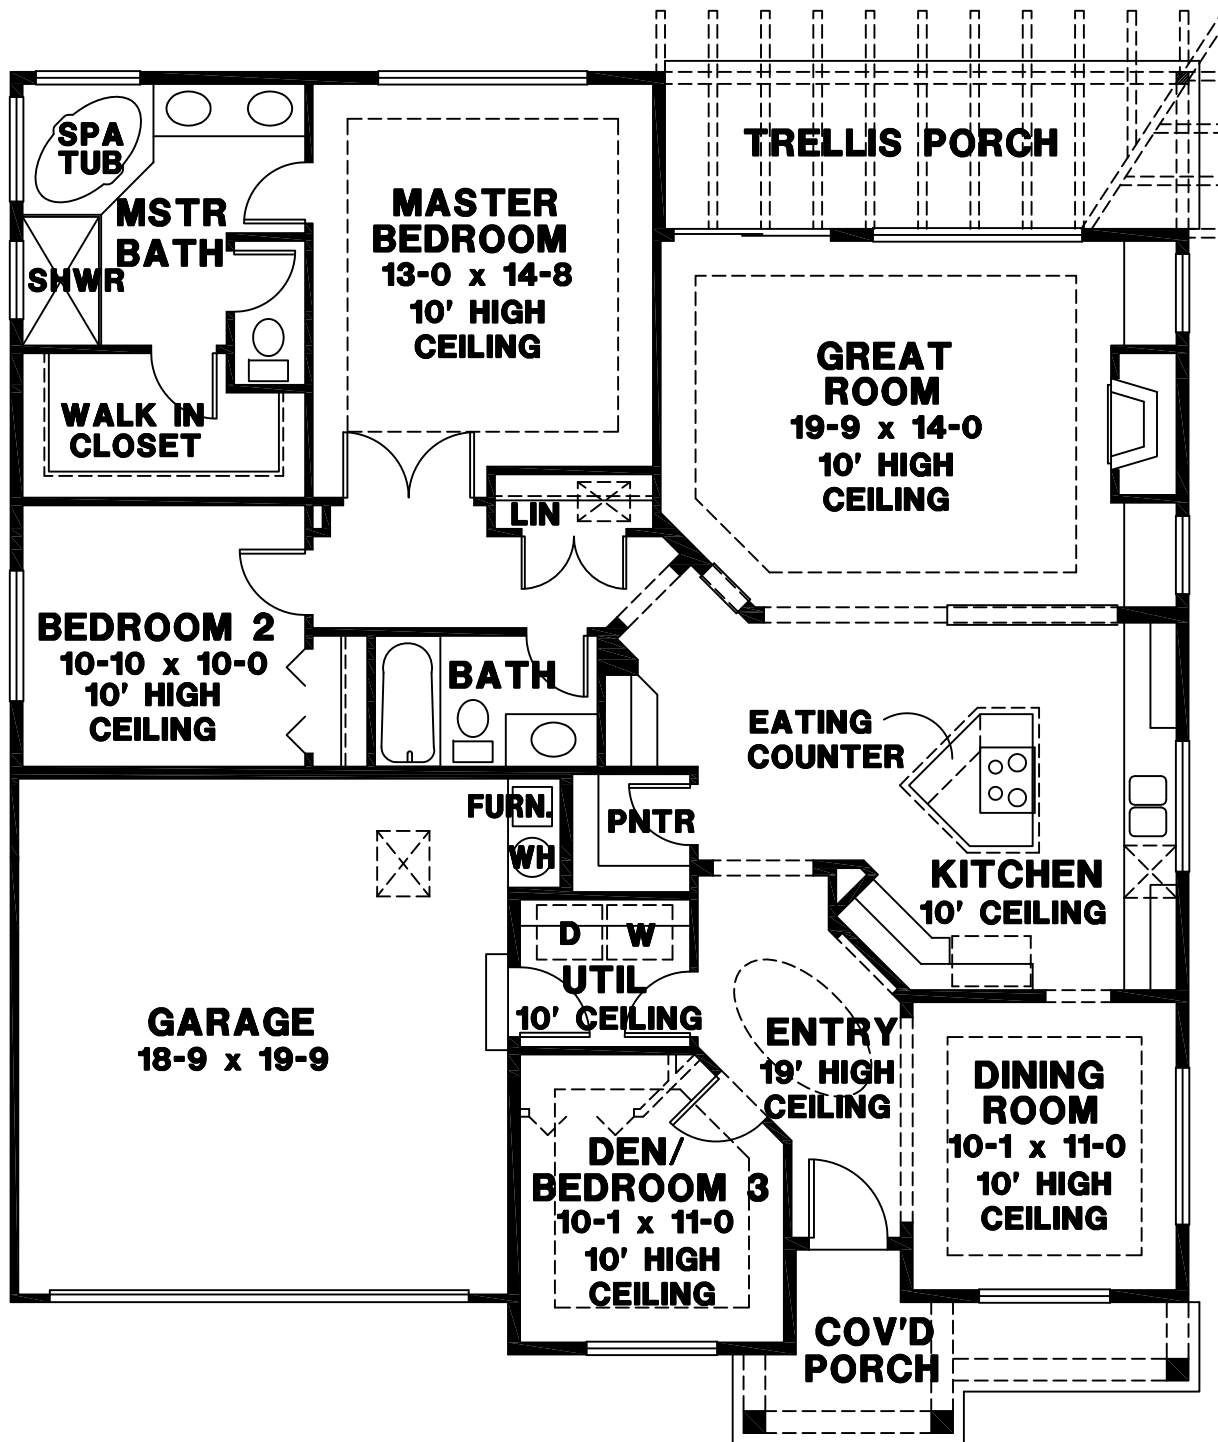 TRELLIS PORCH
SPA
TUB
MSTR
BATH
SHWR
MASTER
BEDROOM
13-0 x 14-8
10' HIGH
CEILING
GREAT
ROOM
19-9 x 14-0
10' HIGH
CEILING
WALK IN
CLOSET
LIN
BEDROOM 2
10-10 x 10-0
10' HIGH
CEILING
BATH
EATING
COUNTER
FURN.
WH
PNTR
KITCHEN
10' CEILING
D
W
UTIL
10' CEILING
GARAGE
18-9 x 19-9
ENTRY
19' HIGH
CEILING
DINING
ROOM
10-1 x 11-0
10' HIGH
CEILING
DEN/
BEDROOM 3
10-1 x 11-0
10' HIGH
CEILING
COV'D
PORCH